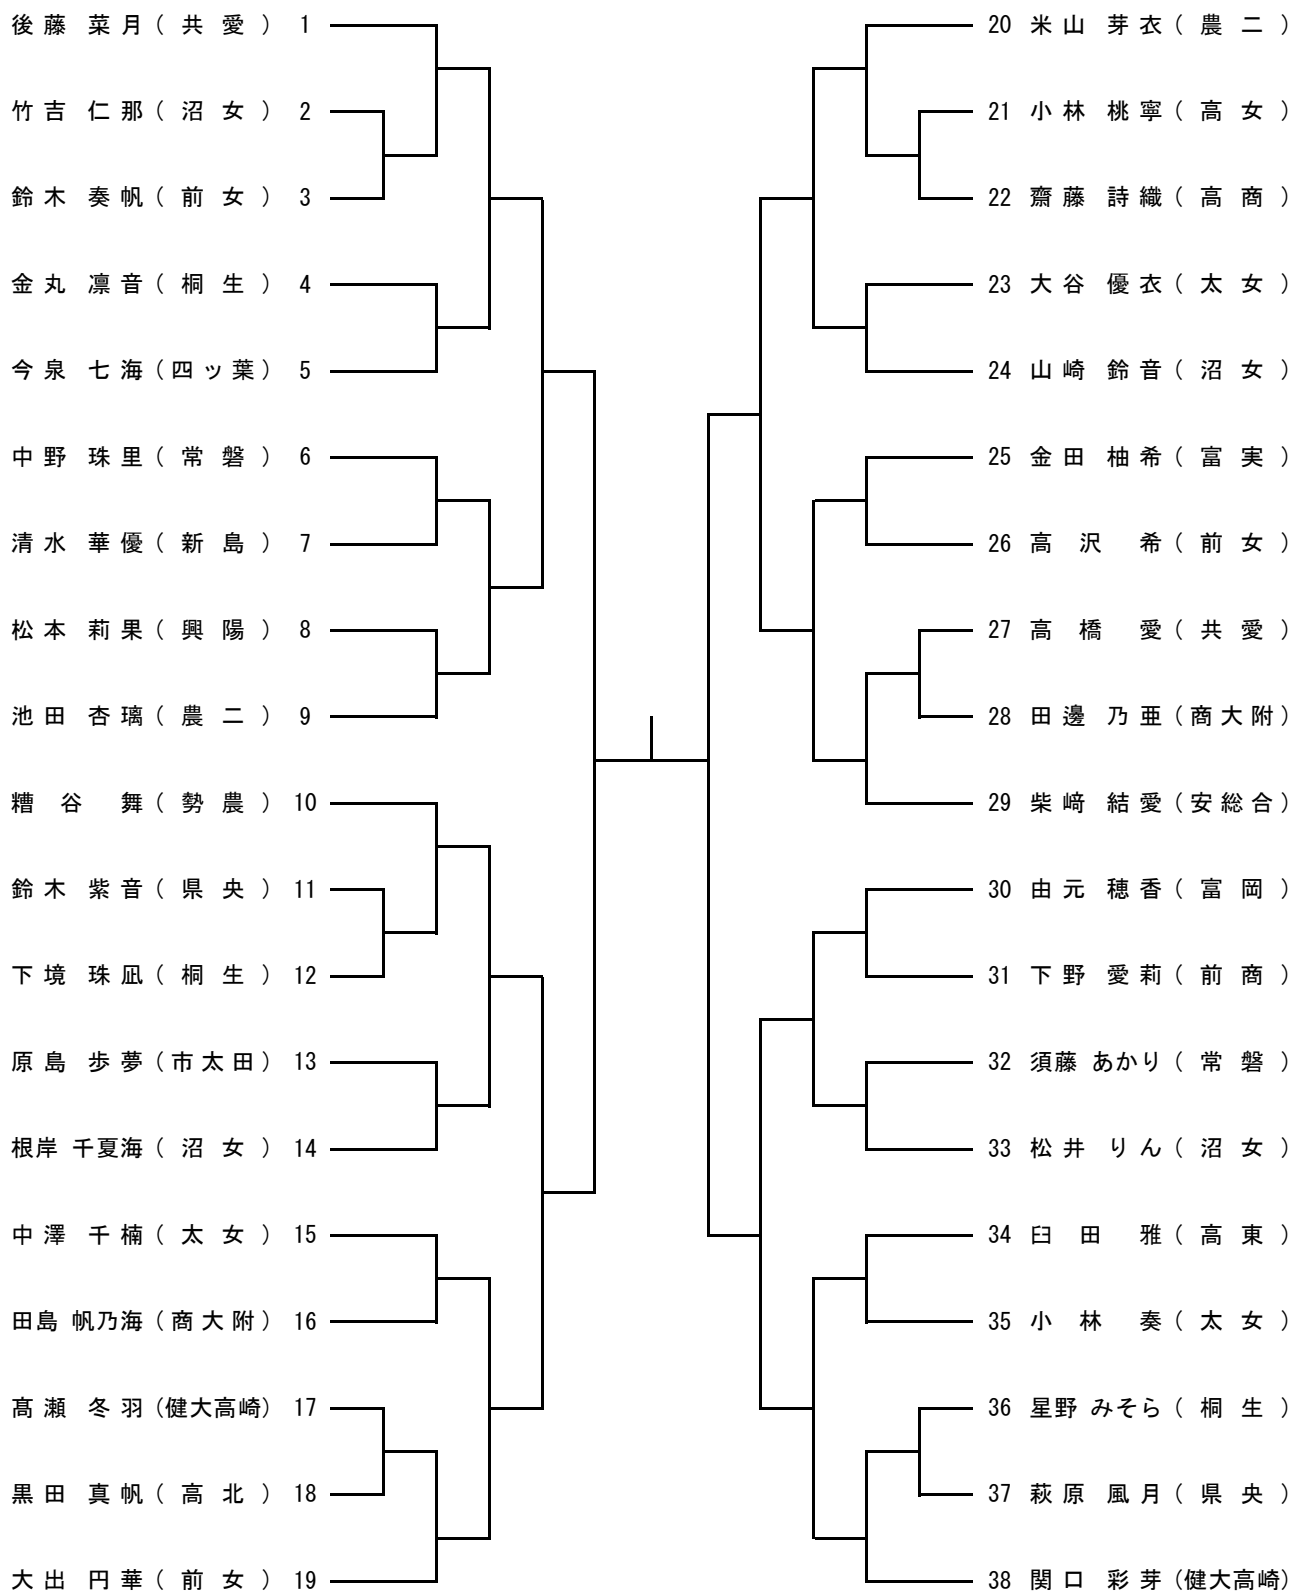 後藤 菜月(共愛) 1
竹吉 仁那(沼女) 2
鈴木 奏帆(前女) 3
金丸 凛音(桐生) 4
今泉 七海(四ッ葉) 5
中野 珠里(常磐) 6
清水 華優(新島) 7
松本 莉果(興陽) 8
池田 杏璃(農二) 9
糟谷 舞(勢農) 10
鈴木 紫音(県央) 11
下境 珠凪(桐生) 12
原島 歩夢(市太田) 13
根岸 千夏海(沼女) 14
中澤 千楠(太女) 15
田島 帆乃海(商大附) 16
髙瀬 冬羽(健大高崎) 17
黒田 真帆(高北) 18
大出 円華(前女) 19
20 米山 芽衣(農二)
21 小林 桃寧(高女)
22 齋藤 詩織(高商)
23 大谷 優衣(太女)
24 山崎 鈴音(沼女)
25 金田 柚希(富実)
26 高沢 希(前女)
27 高橋 愛(共愛)
28 田邊 乃亜(商大附)
29 柴﨑 結愛(安総合)
30 由元 穂香(富岡)
31 下野 愛莉(前商)
32 須藤 あかり(常磐)
33 松井 りん(沼女)
34 臼田 雅(高東)
35 小林 奏(太女)
36 星野 みそら(桐生)
37 萩原 風月(県央)
38 関口 彩芽(健大高崎)